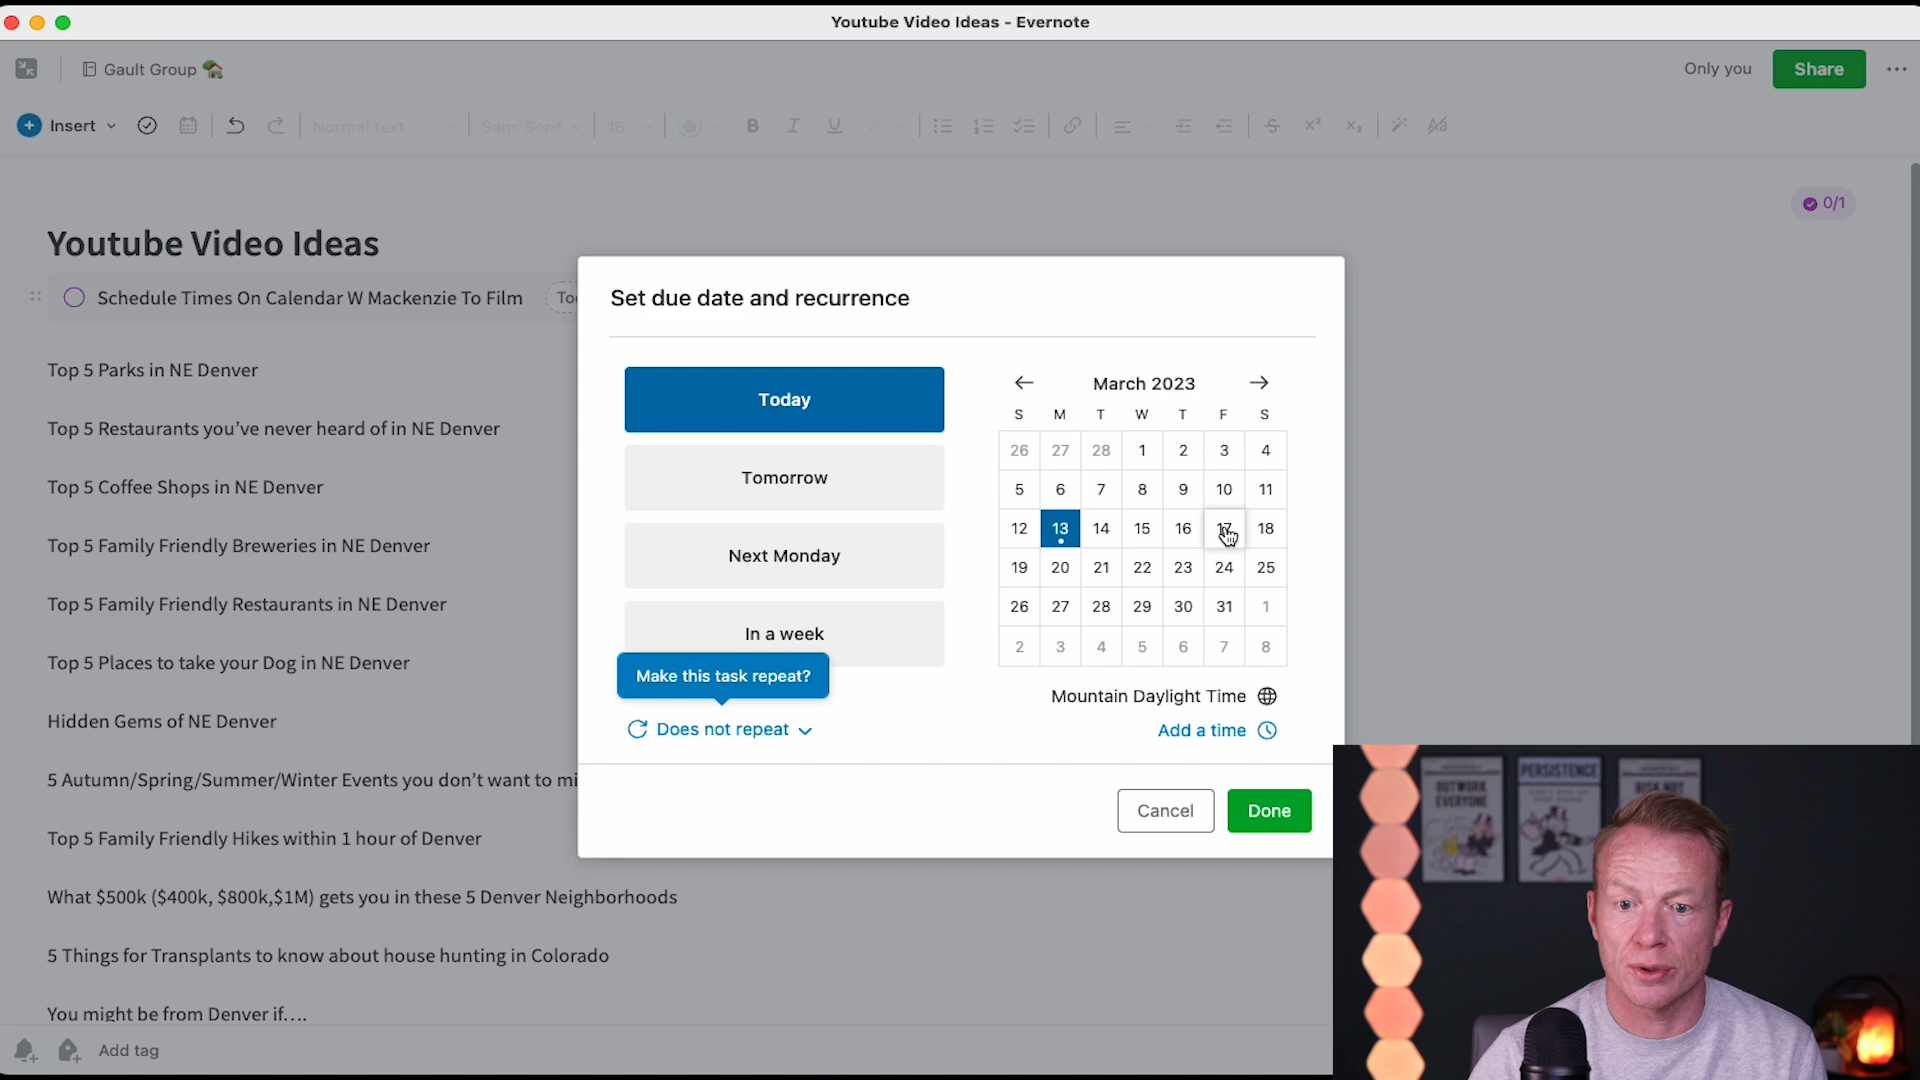 Youtube Video Ideas - Evernote
Gault Group
Only you
Share
Insert
Normal text
Sans Serif
16
B
I
U
A
0/1
Youtube Video Ideas
Schedule Times On Calendar W Mackenzie To Film
Top 5 Parks in NE Denver
Top 5 Restaurants you've never heard of in NE Denver
Top 5 Coffee Shops in NE Denver
Top 5 Family Friendly Breweries in NE Denver
Top 5 Family Friendly Restaurants in NE Denver
Top 5 Places to take your Dog in NE Denver
Hidden Gems of NE Denver
5 Autumn/Spring/Summer/Winter Events you don't want to
Top 5 Family Friendly Hikes within 1 hour of Denver
What $500k ($400k, $800k,$1M) gets you in these 5 Denver Neighborhoods
5 Things for Transplants to know about house hunting in Colorado
You might be from Denver if....
Add tag
Set due date and recurrence
Today
Tomorrow
Next Monday
In a week
Make this task repeat?
Does not repeat
March 2023
S M T W T F S
26 27 28 1 2 3 4
5 6 7 8 9 10 11
12 13 14 15 16 17 18
19 20 21 22 23 24 25
26 27 28 29 30 31 1
2 3 4 5 6 7 8
Mountain Daylight Time
Add a time
Cancel
Done
OUTWORK
EVERYONE
PERSISTENCE
RISK NOT